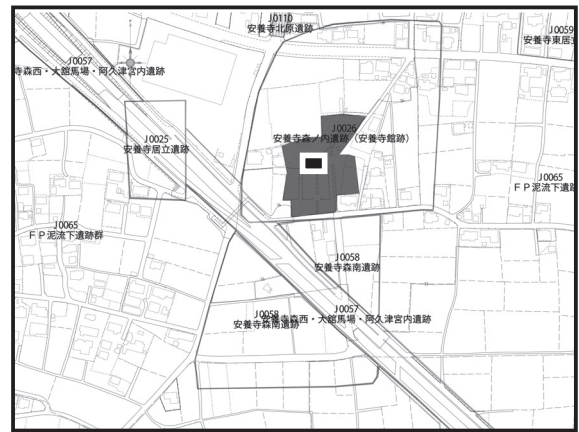 J0110
安養寺北原遺跡
J0059
安養寺東居立
J0057
寺森西・大舘馬場・阿久津宮内遺跡
J0025
安養寺居立遺跡
J0026
安養寺森ノ内遺跡（安養寺館跡）
J0065
ＦＰ泥流下遺
J0065
ＦＰ泥流下遺跡群
J0058
安養寺森南遺跡
J0058
安養寺森南遺跡
J0057
安養寺森西・大舘馬場・阿久津宮内遺跡